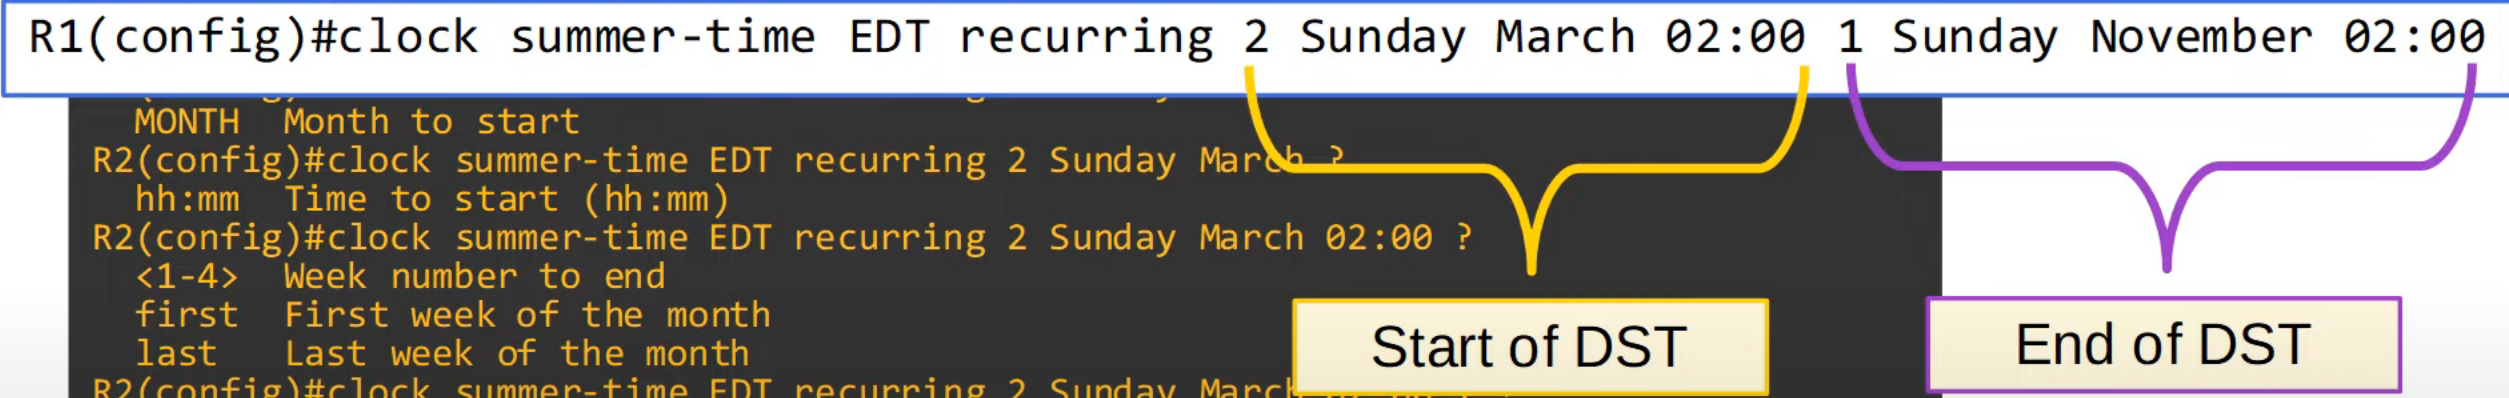 R1(config)#clock summer-time EDT recurring 2 Sunday March 02:00 1 Sunday November 02:00
MONTH  Month to start
R2(config)#clock summer-time EDT recurring 2 Sunday March ?
hh:mm  Time to start (hh:mm)
R2(config)#clock summer-time EDT recurring 2 Sunday March 02:00 ?
<1-4>  Week number to end
first  First week of the month
last   Last week of the month
R2(config)#clock summer-time EDT recurring 2 Sunday March
Start of DST
End of DST